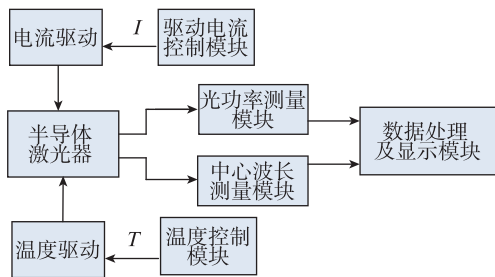 电流驱动
I
驱动电流
控制模块
半导体
激光器
光功率测量
模块
中心波长
测量模块
数据处理
及显示模块
温度驱动
T
温度控制
模块